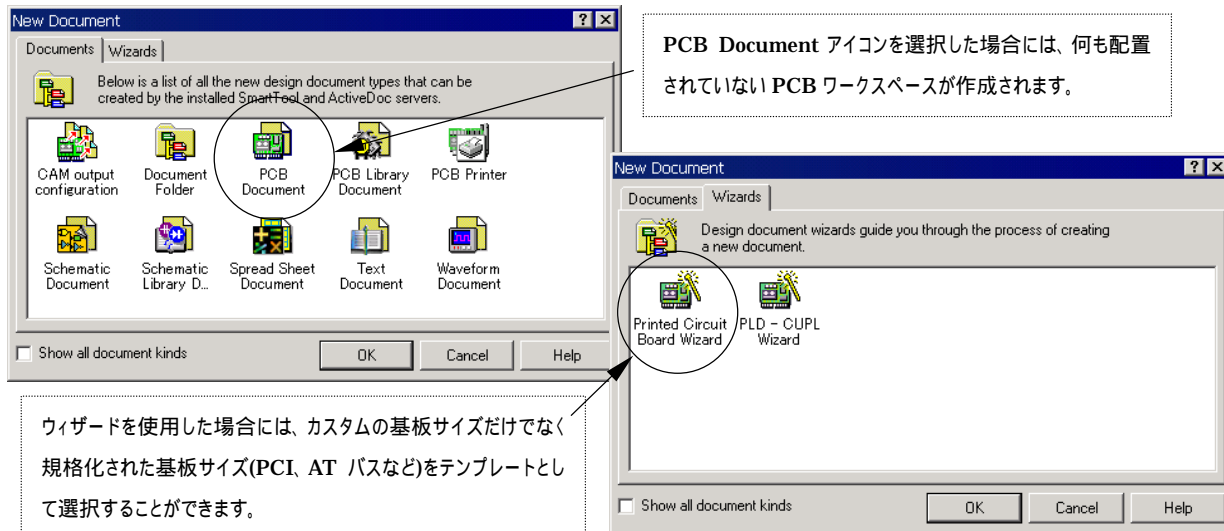 New Document
Documents
Wizards
Below is a list of all the new design document types that can be
created by the installed SmartTool and ActiveDoc servers.
CAM output
configuration
Document
Folder
PCB
Document
PCB Library
Document
PCB Printer
Schematic
Document
Schematic
Library D...
Spread Sheet
Document
Text
Document
Waveform
Document
Show all document kinds
OK
Cancel
Help
PCB Document アイコンを選択した場合には、何も配置
されていない PCB ワークスペースが作成されます。
New Document
Documents
Wizards
Design document wizards guide you through the process of creating
a new document.
Printed Circuit
Board Wizard
PLD - CUPL
Wizard
Show all document kinds
OK
Cancel
Help
ウィザードを使用した場合には、カスタムの基板サイズだけでなく
規格化された基板サイズ(PCI、AT バスなど)をテンプレートとし
て選択することができます。